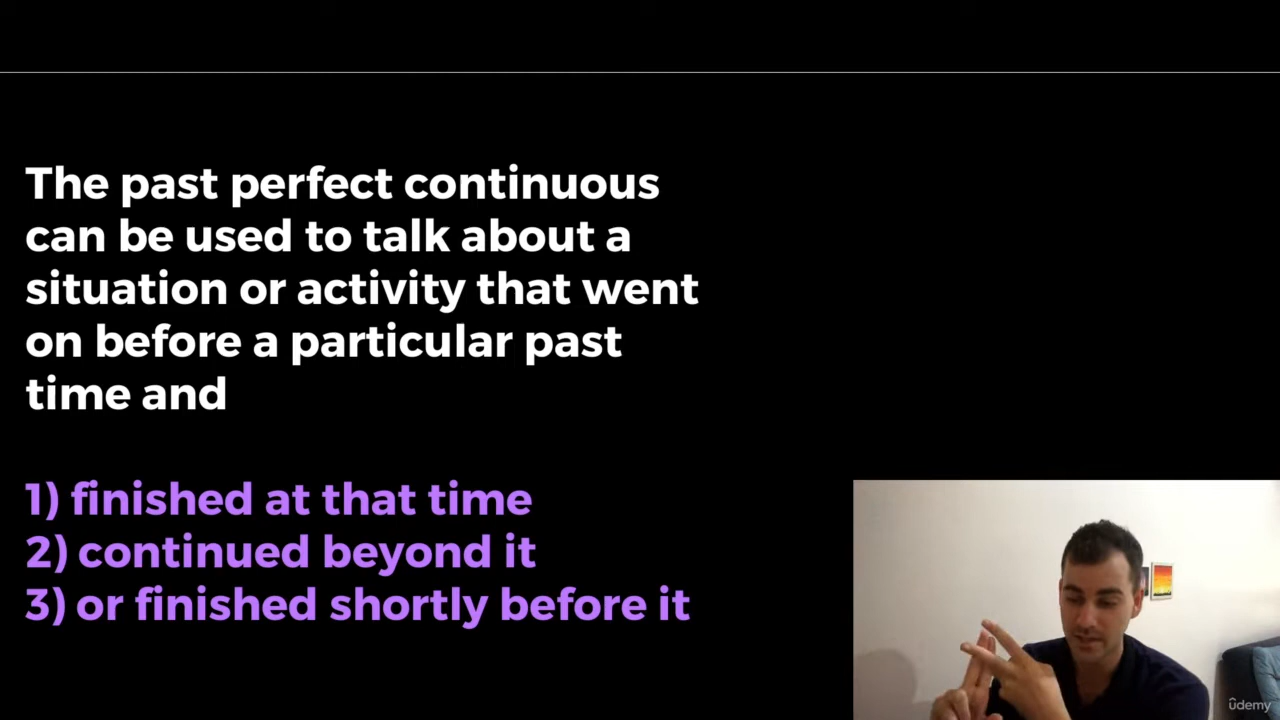 The past perfect continuous
can be used to talk about a
situation or activity that went
on before a particular past
time and
1) finished at that time
2) continued beyond it
3) or finished shortly before it
ûdemy